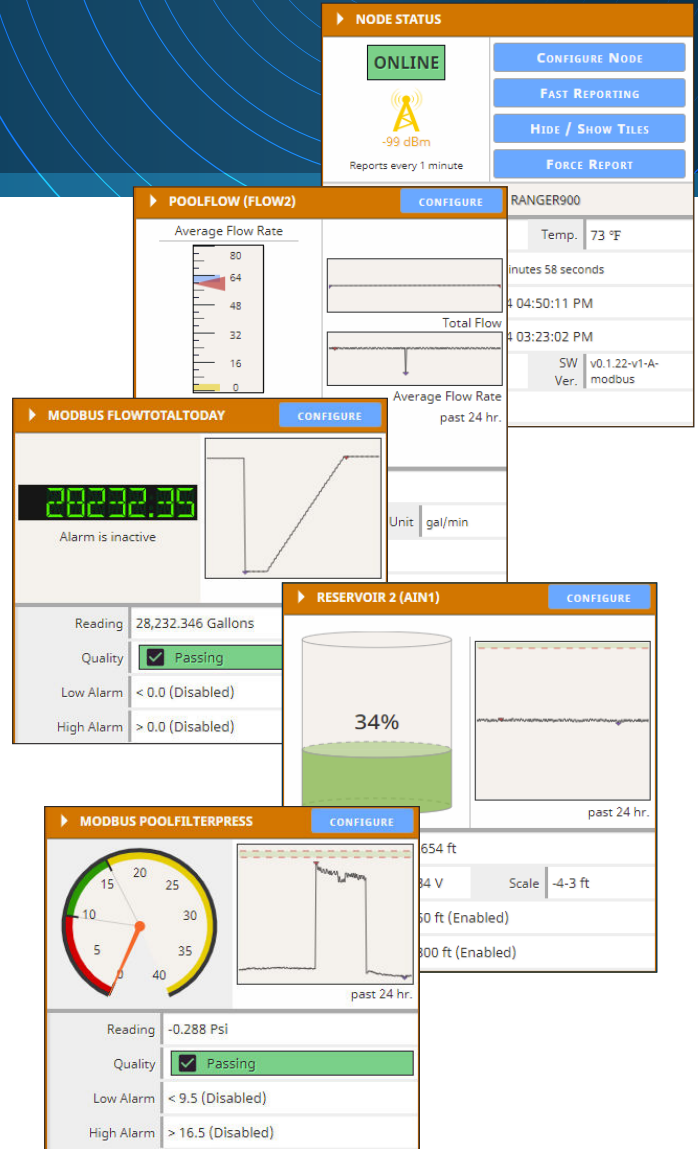 NODE STATUS
ONLINE
-99 dBm
Reports every 1 minute
CONFIGURE NODE
FAST REPORTING
HIDE / SHOW TILES
FORCE REPORT
RANGER900
Temp. 73 °F
inutes 58 seconds
04:50:11 PM
03:23:02 PM
SW Ver. v0.1.22-v1-A-
modbus
POOLFLOW (FLOW2)
CONFIGURE
Average Flow Rate
80
64
48
32
16
0
Total Flow
Average Flow Rate
past 24 hr.
Unit gal/min
MODBUS FLOWTOTALTODAY
CONFIGURE
28232.35
Alarm is inactive
Reading 28,232.346 Gallons
Quality Passing
Low Alarm < 0.0 (Disabled)
High Alarm > 0.0 (Disabled)
RESERVOIR 2 (AIN1)
CONFIGURE
34%
past 24 hr.
654 ft
34 V Scale -4-3 ft
50 ft (Enabled)
300 ft (Enabled)
MODBUS POOLFILTERPRESS
CONFIGURE
0
5
10
15
20
25
30
35
40
past 24 hr.
Reading -0.288 Psi
Quality Passing
Low Alarm < 9.5 (Disabled)
High Alarm > 16.5 (Disabled)